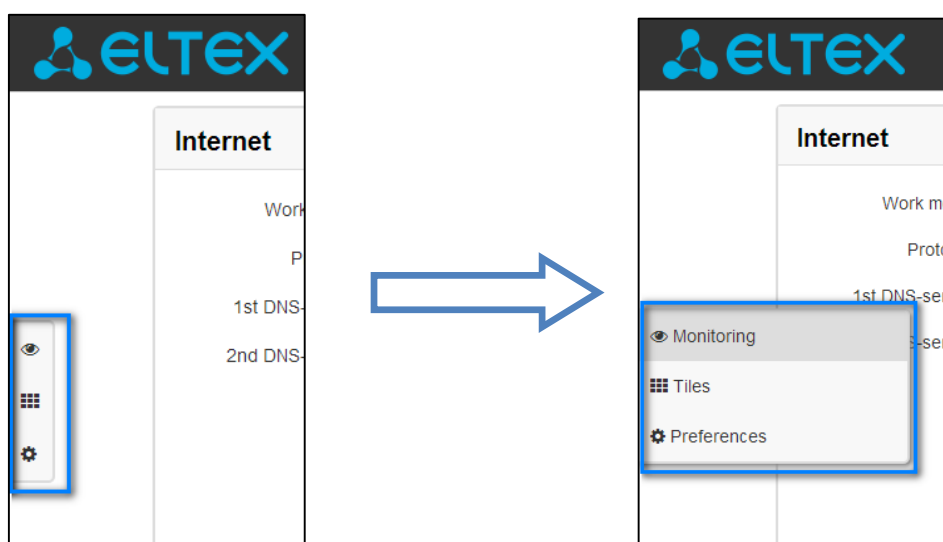 ELTEX
Internet
Work
P
1st DNS-
2nd DNS-
ELTEX
Internet
Work m
Proto
1st DNS-ser
-ser
Monitoring
Tiles
Preferences